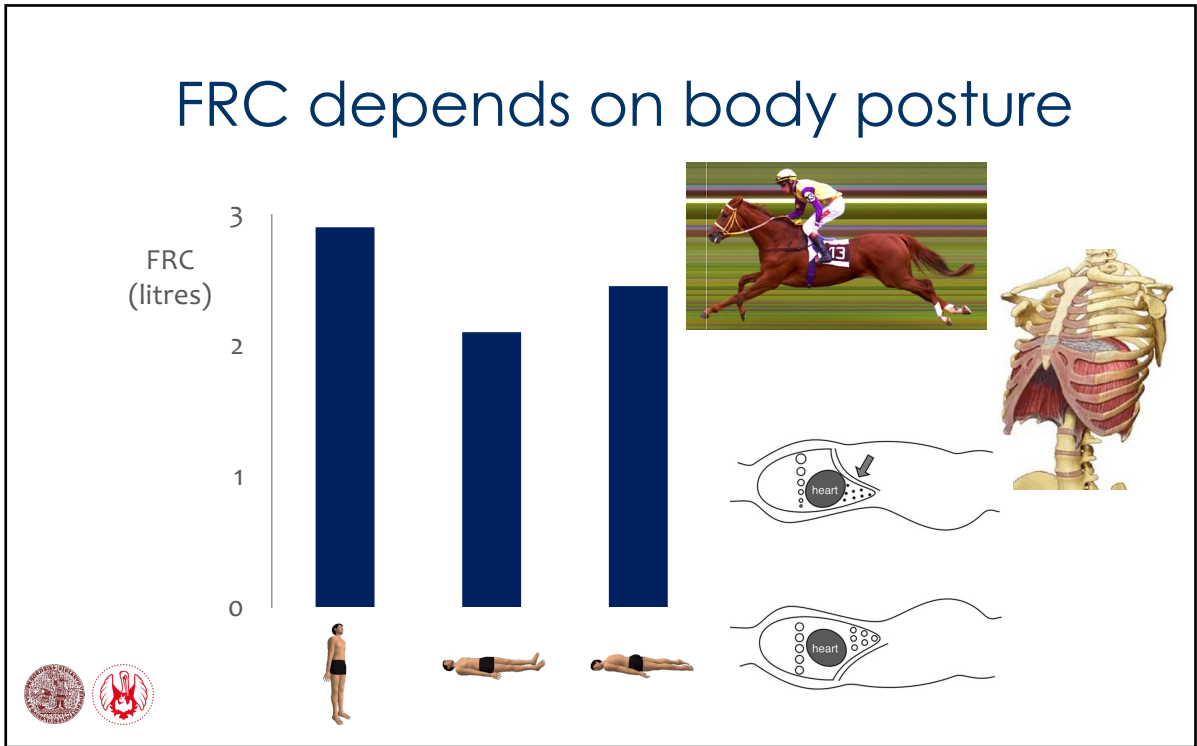 FRC depends on body posture
3
FRC
(litres)
2
1
0
13
heart
heart